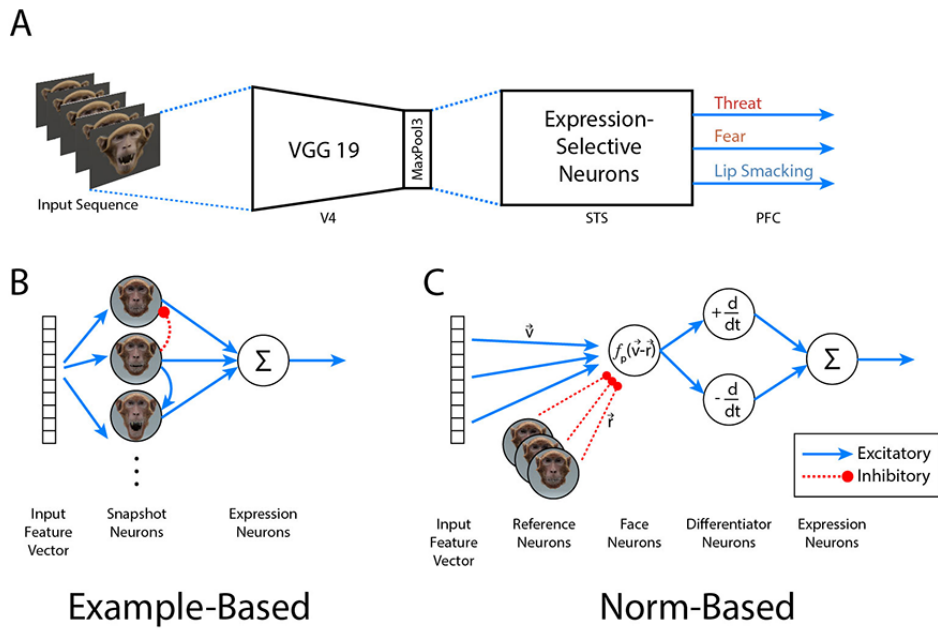 A
Input Sequence
VGG 19
MaxPool3
V4
Expression-
Selective
Neurons
STS
Threat
Fear
Lip Smacking
PFC
B
Σ
Input
Feature
Vector
Snapshot
Neurons
Expression
Neurons
Example-Based
C
v⃗
fₚ(v⃗-r⃗)
r⃗
+d/dt
-d/dt
Σ
Excitatory
Inhibitory
Input
Feature
Vector
Reference
Neurons
Face
Neurons
Differentiator
Neurons
Expression
Neurons
Norm-Based